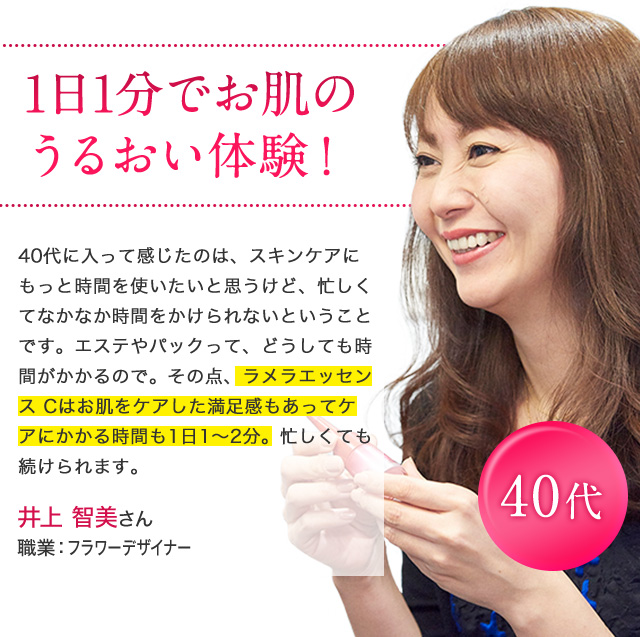 1日1分でお肌の
うるおい体験！
40代に入って感じたのは、スキンケアに
もっと時間を使いたいと思うけど、忙しく
てなかなか時間をかけられないということ
です。エステやパックって、どうしても時
間がかかるので。その点、ラメラエッセン
ス Cはお肌をケアした満足感もあってケ
アにかかる時間も1日1〜2分。忙しくても
続けられます。
井上 智美さん
職業：フラワーデザイナー
40代